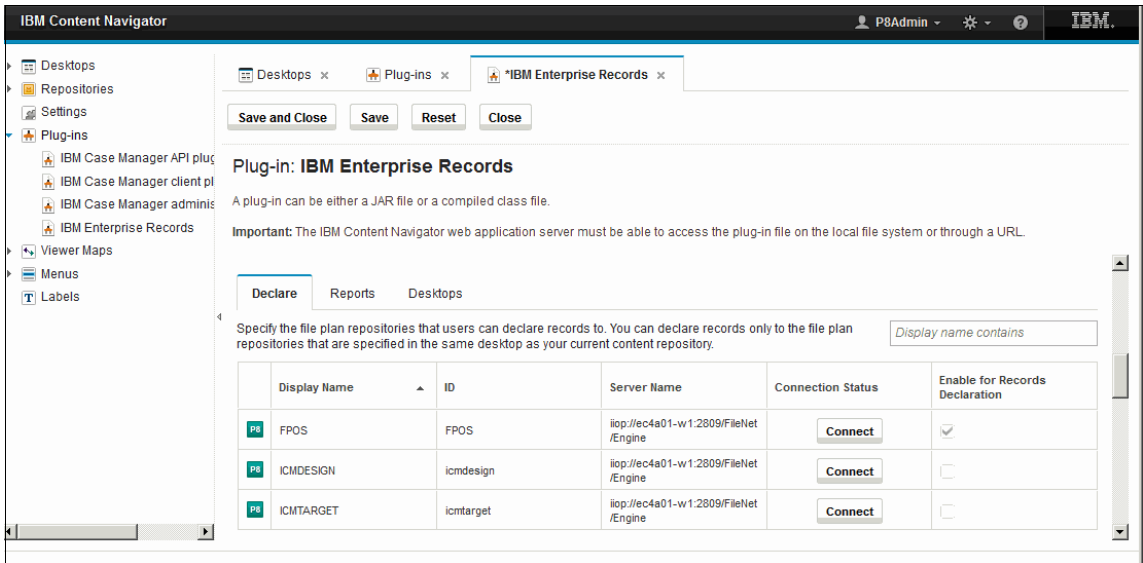 IBM Content Navigator
P8Admin
IBM.
Desktops
Repositories
Settings
Plug-ins
IBM Case Manager API plug
IBM Case Manager client pl
IBM Case Manager adminis
IBM Enterprise Records
Viewer Maps
Menus
Labels
Desktops x
Plug-ins x
*IBM Enterprise Records x
Save and Close
Save
Reset
Close
Plug-in: IBM Enterprise Records
A plug-in can be either a JAR file or a compiled class file.
Important: The IBM Content Navigator web application server must be able to access the plug-in file on the local file system or through a URL.
Declare
Reports
Desktops
Specify the file plan repositories that users can declare records to. You can declare records only to the file plan
repositories that are specified in the same desktop as your current content repository.
Display name contains
Display Name
ID
Server Name
Connection Status
Enable for Records
Declaration
P8
FPOS
FPOS
iiop://ec4a01-w1:2809/FileNet
/Engine
Connect
P8
ICMDESIGN
icmdesign
iiop://ec4a01-w1:2809/FileNet
/Engine
Connect
P8
ICMTARGET
icmtarget
iiop://ec4a01-w1:2809/FileNet
/Engine
Connect